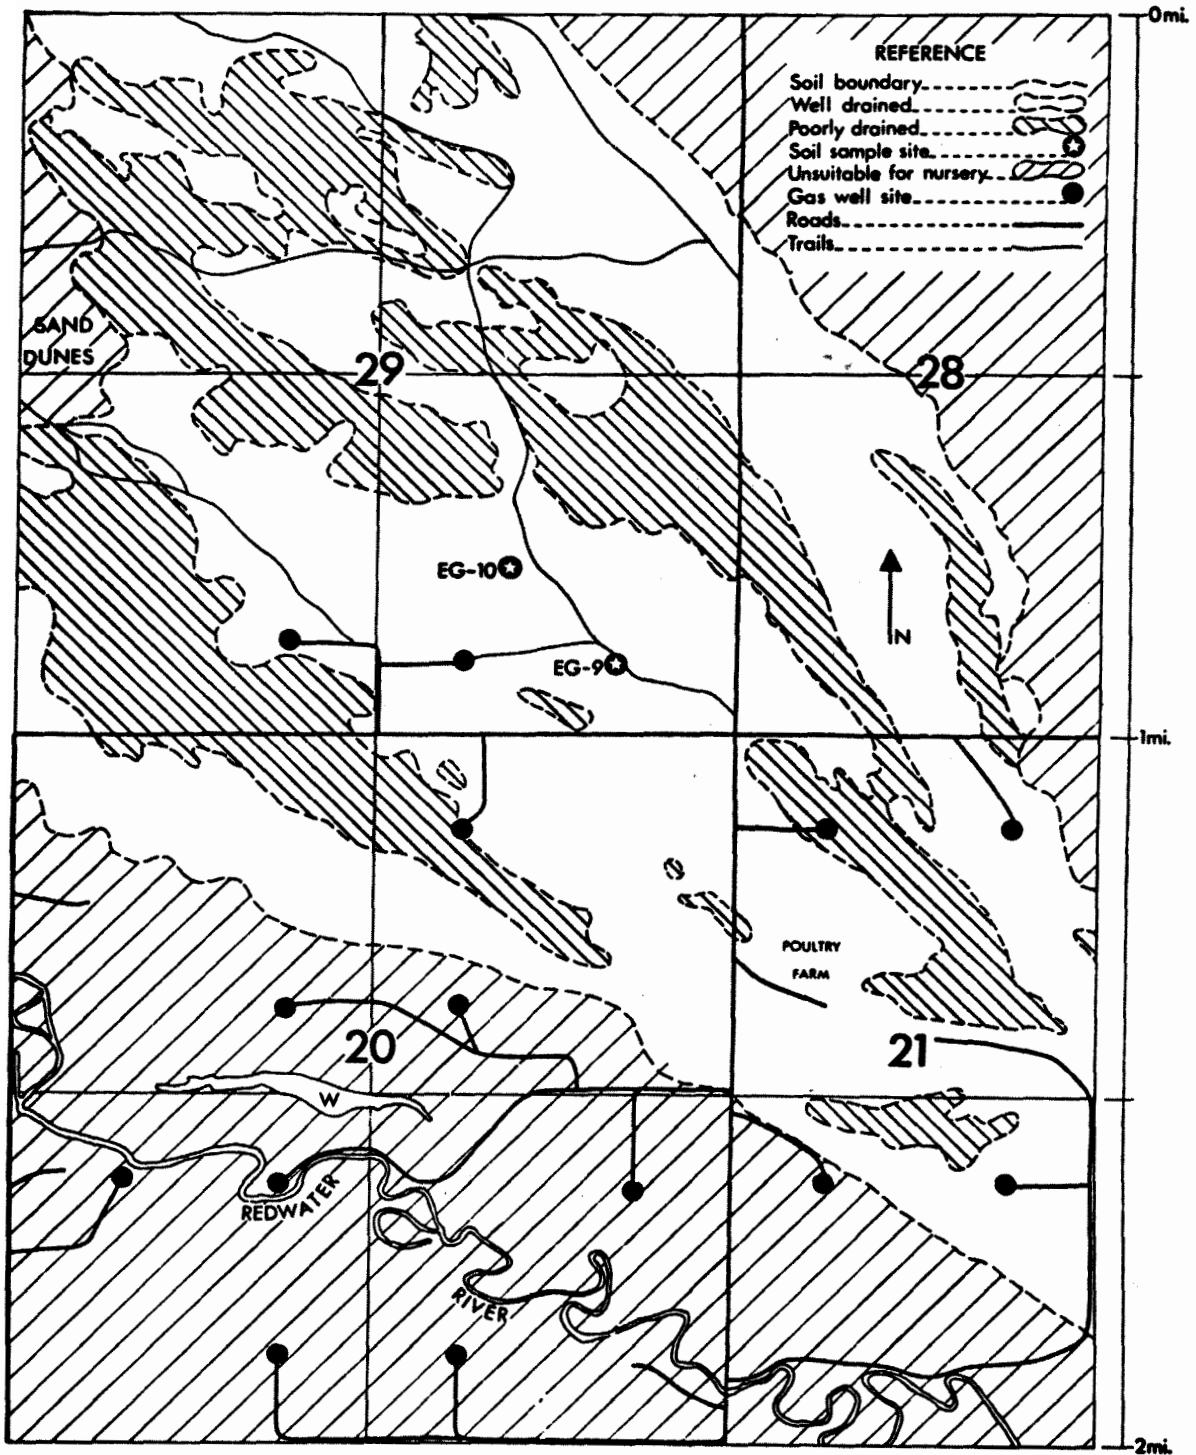 0mi.
REFERENCE
Soil boundary
Well drained
Poorly drained
Soil sample site
Unsuitable for nursery
Gas well site
Roads
Trails
SAND
DUNES
29
28
EG-10
N
EG-9
1mi.
POULTRY
FARM
20
21
W
REDWATER
RIVER
2mi.